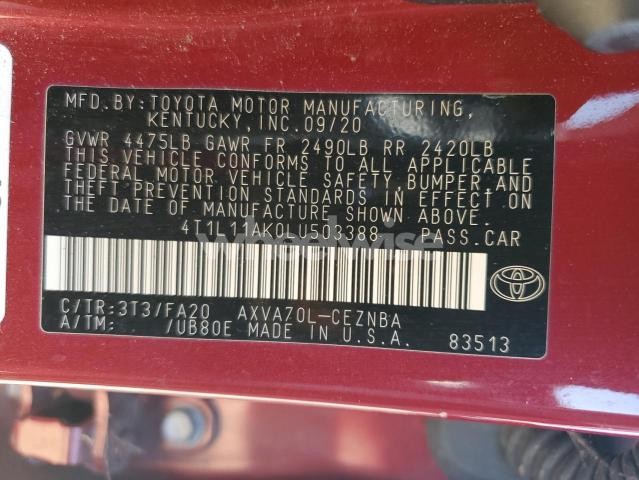 MFD. BY: TOYOTA MOTOR MANUFACTURING,
KENTUCKY, INC. 09/20
GVWR 4475LB GAWR FR 2490LB RR 2420LB
THIS VEHICLE CONFORMS TO ALL APPLICABLE
FEDERAL MOTOR VEHICLE SAFETY, BUMPER, AND
THEFT PREVENTION STANDARDS IN EFFECT ON
THE DATE OF MANUFACTURE SHOWN ABOVE.
4T1L11AK0LU503388 PASS. CAR
wheelwise
C/TR: 3T3/FA20 AXVA70L-CEZNBA
A/TM: /UB80E MADE IN U.S.A. 83513
TOYOTA